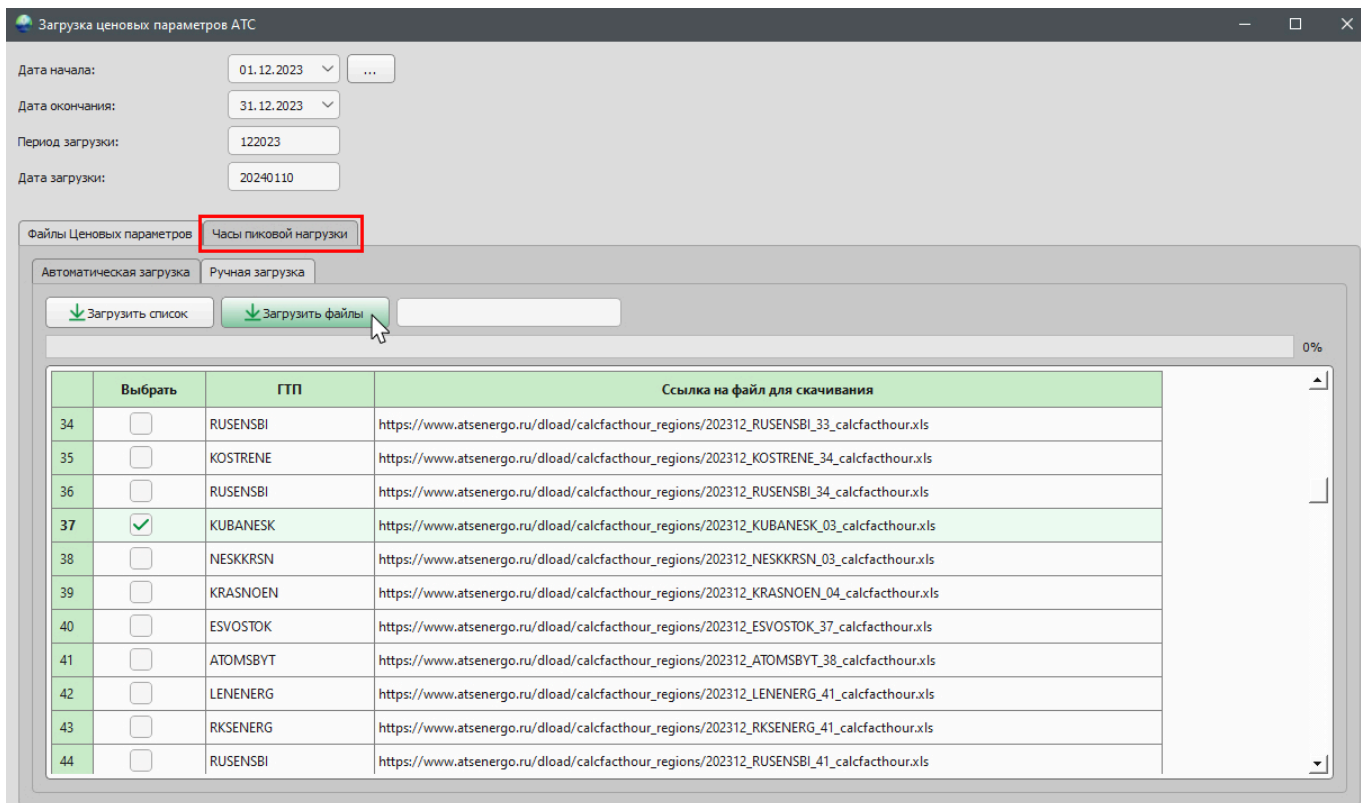 Загрузка ценовых параметров АТС
Дата начала: 01.12.2023 ...
Дата окончания: 31.12.2023
Период загрузки: 122023
Дата загрузки: 20240110
Файлы Ценовых параметров Часы пиковой нагрузки
Автоматическая загрузка Ручная загрузка
Загрузить список Загрузить файлы
0%
Выбрать ГТП Ссылка на файл для скачивания
34 RUSENSBI https://www.atsenergo.ru/dload/calcfacthour_regions/202312_RUSENSBI_33_calcfacthour.xls
35 KOSTRENE https://www.atsenergo.ru/dload/calcfacthour_regions/202312_KOSTRENE_34_calcfacthour.xls
36 RUSENSBI https://www.atsenergo.ru/dload/calcfacthour_regions/202312_RUSENSBI_34_calcfacthour.xls
37 KUBANESK https://www.atsenergo.ru/dload/calcfacthour_regions/202312_KUBANESK_03_calcfacthour.xls
38 NESKKRSN https://www.atsenergo.ru/dload/calcfacthour_regions/202312_NESKKRSN_03_calcfacthour.xls
39 KRASNOEN https://www.atsenergo.ru/dload/calcfacthour_regions/202312_KRASNOEN_04_calcfacthour.xls
40 ESVOSTOK https://www.atsenergo.ru/dload/calcfacthour_regions/202312_ESVOSTOK_37_calcfacthour.xls
41 ATOMSBYT https://www.atsenergo.ru/dload/calcfacthour_regions/202312_ATOMSBYT_38_calcfacthour.xls
42 LENENERG https://www.atsenergo.ru/dload/calcfacthour_regions/202312_LENENERG_41_calcfacthour.xls
43 RKSENERG https://www.atsenergo.ru/dload/calcfacthour_regions/202312_RKSENERG_41_calcfacthour.xls
44 RUSENSBI https://www.atsenergo.ru/dload/calcfacthour_regions/202312_RUSENSBI_41_calcfacthour.xls